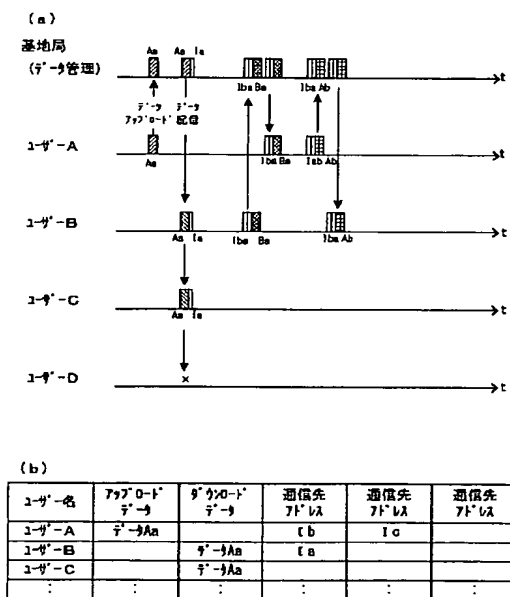 (a)
基地局
(データ管理)
Aa
Aa Ia
t
Iba Ba
Iba Ab
データ
アップロード
データ
配信
ユーザーA
Aa
Iba Ba
Iab Ab
t
ユーザーB
Aa Ia
Iba Ba
Iba Ab
t
ユーザーC
Aa Ia
t
ユーザーD
×
t
(b)
ユーザー名 アップロードデータ ダウンロードデータ 通信先アドレス 通信先アドレス 通信先アドレス
ユーザーA データAa Ib Ic
ユーザーB データAa Ia
ユーザーC データAa
: : : : : :